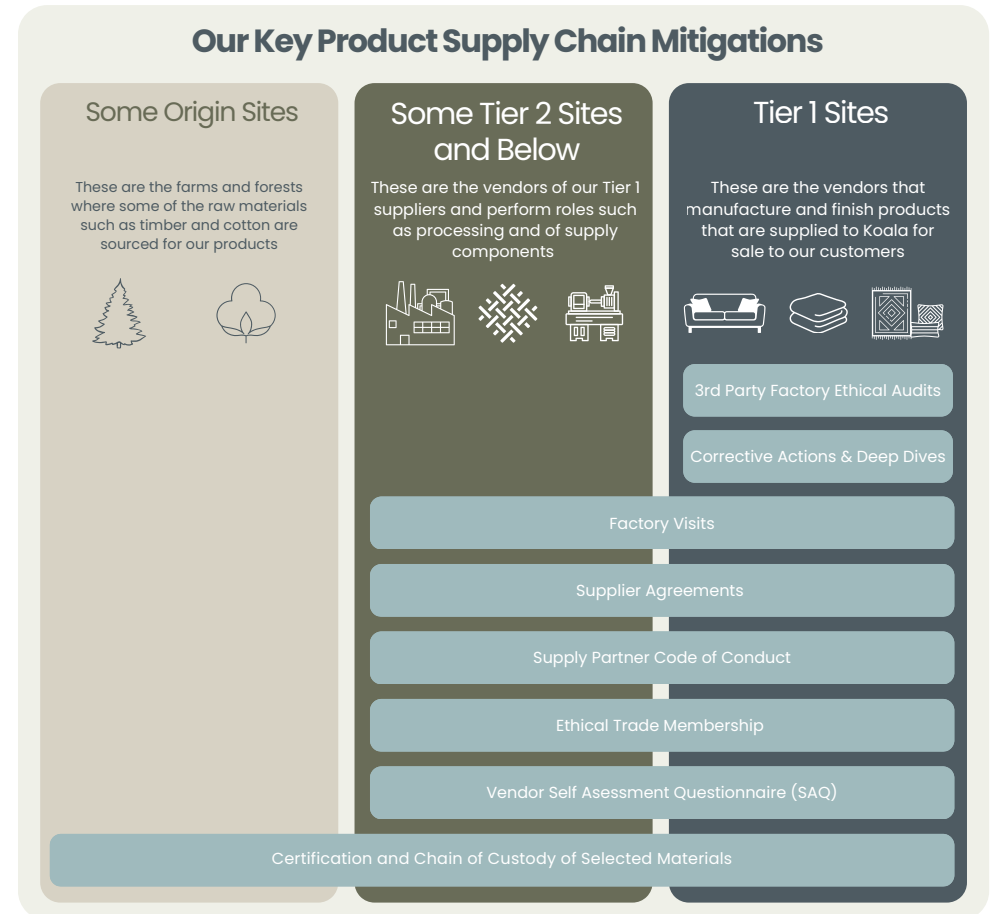 Our Key Product Supply Chain Mitigations
Some Origin Sites
These are the farms and forests
where some of the raw materials
such as timber and cotton are
sourced for our products
Some Tier 2 Sites
and Below
These are the vendors of our Tier 1
suppliers and perform roles such
as processing and of supply
components
Tier 1 Sites
These are the vendors that
manufacture and finish products
that are supplied to Koala for
sale to our customers
3rd Party Factory Ethical Audits
Corrective Actions & Deep Dives
Factory Visits
Supplier Agreements
Supply Partner Code of Conduct
Ethical Trade Membership
Vendor Self Asessment Questionnaire (SAQ)
Certification and Chain of Custody of Selected Materials